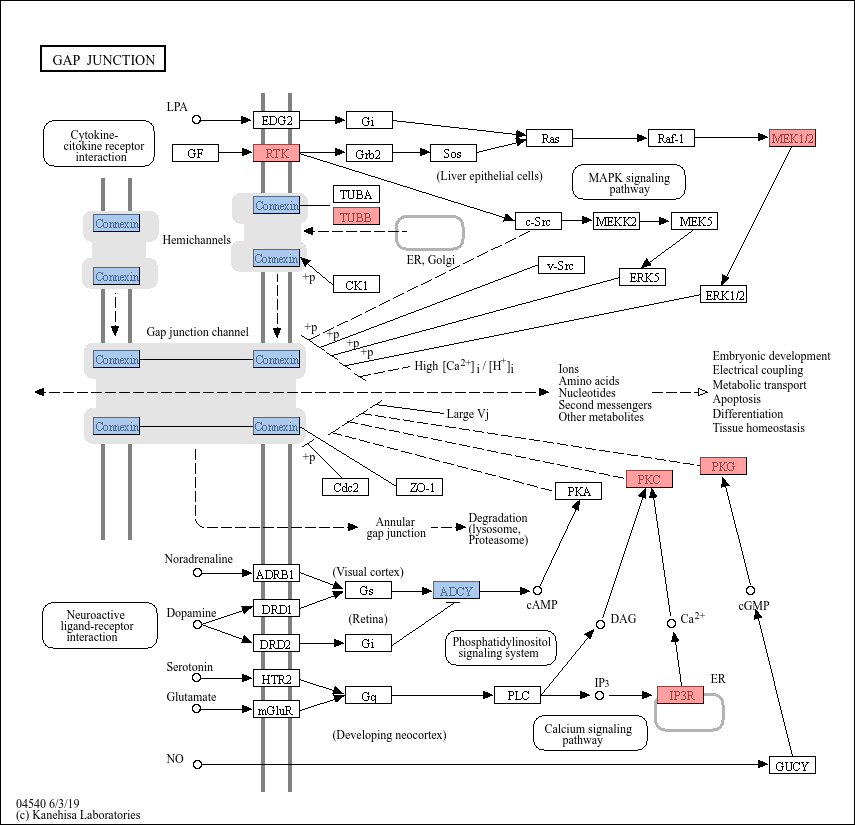 GAP JUNCTION
LPA
EDG2
Gi
Cytokine-
citokine receptor
interaction
GF
RTK
Grb2
Sos
Ras
Raf-1
MEK1/2
(Liver epithelial cells)
MAPK signaling
pathway
TUBA
TUBB
Connexin
Connexin
Hemichannels
ER, Golgi
c-Src
MEKK2
MEK5
Connexin
Connexin
+p
CK1
v-Src
ERK5
ERK1/2
Gap junction channel
+p
+p
+p
+p
Connexin
Connexin
High [Ca2+]i / [H+]i
Ions
Amino acids
Nucleotides
Second messengers
Other metabolites
Embryonic development
Electrical coupling
Metabolic transport
Apoptosis
Differentiation
Tissue homeostasis
Large Vj
Connexin
Connexin
+p
Cdc2
ZO-1
PKA
PKC
PKG
Annular
gap junction
Degradation
(lysosome,
Proteasome)
Noradrenaline
ADRB1
(Visual cortex)
Gs
ADCY
cAMP
cGMP
Neuroactive
ligand-receptor
interaction
Dopamine
DRD1
(Retina)
DRD2
Gi
DAG
Ca2+
Phosphatidylinositol
signaling system
Serotonin
HTR2
Glutamate
mGluR
Gq
PLC
IP3
IP3R
ER
(Developing neocortex)
Calcium signaling
pathway
NO
GUCY
04540 6/3/19
(c) Kanehisa Laboratories